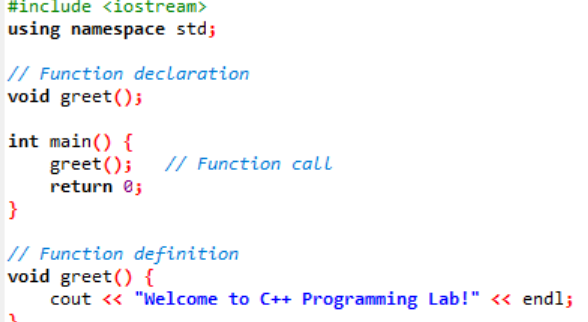 #include <iostream>
using namespace std;

// Function declaration
void greet();

int main() {
    greet();   // Function call
    return 0;
}

// Function definition
void greet() {
    cout << "Welcome to C++ Programming Lab!" << endl;
}